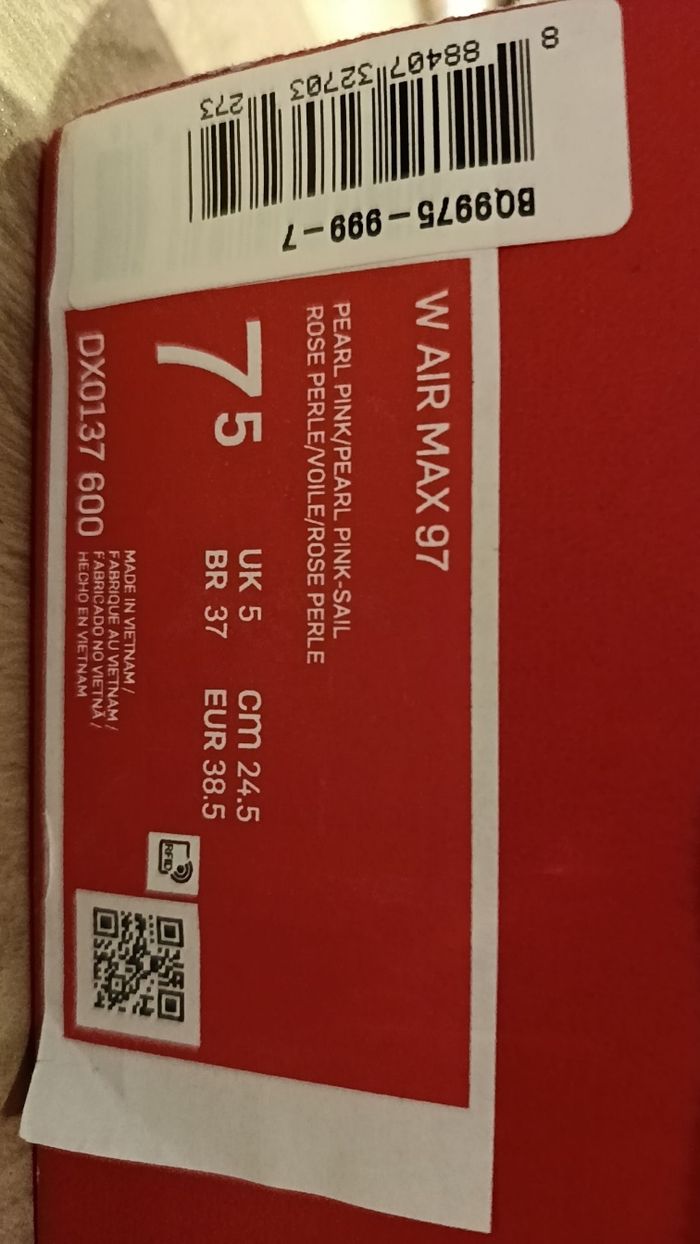 8
88407
32703
273
BQ9975-999-7
W AIR MAX 97
PEARL PINK/PEARL PINK-SAIL
ROSE PERLE/VOILE/ROSE PERLE
7 5
UK 5 cm 24.5
BR 37 EUR 38.5
DX0137 600
MADE IN VIETNAM /
FABRIQUE AU VIETNAM /
FABRICADO NO VIETNÃ /
HECHO EN VIETNAM
RFID